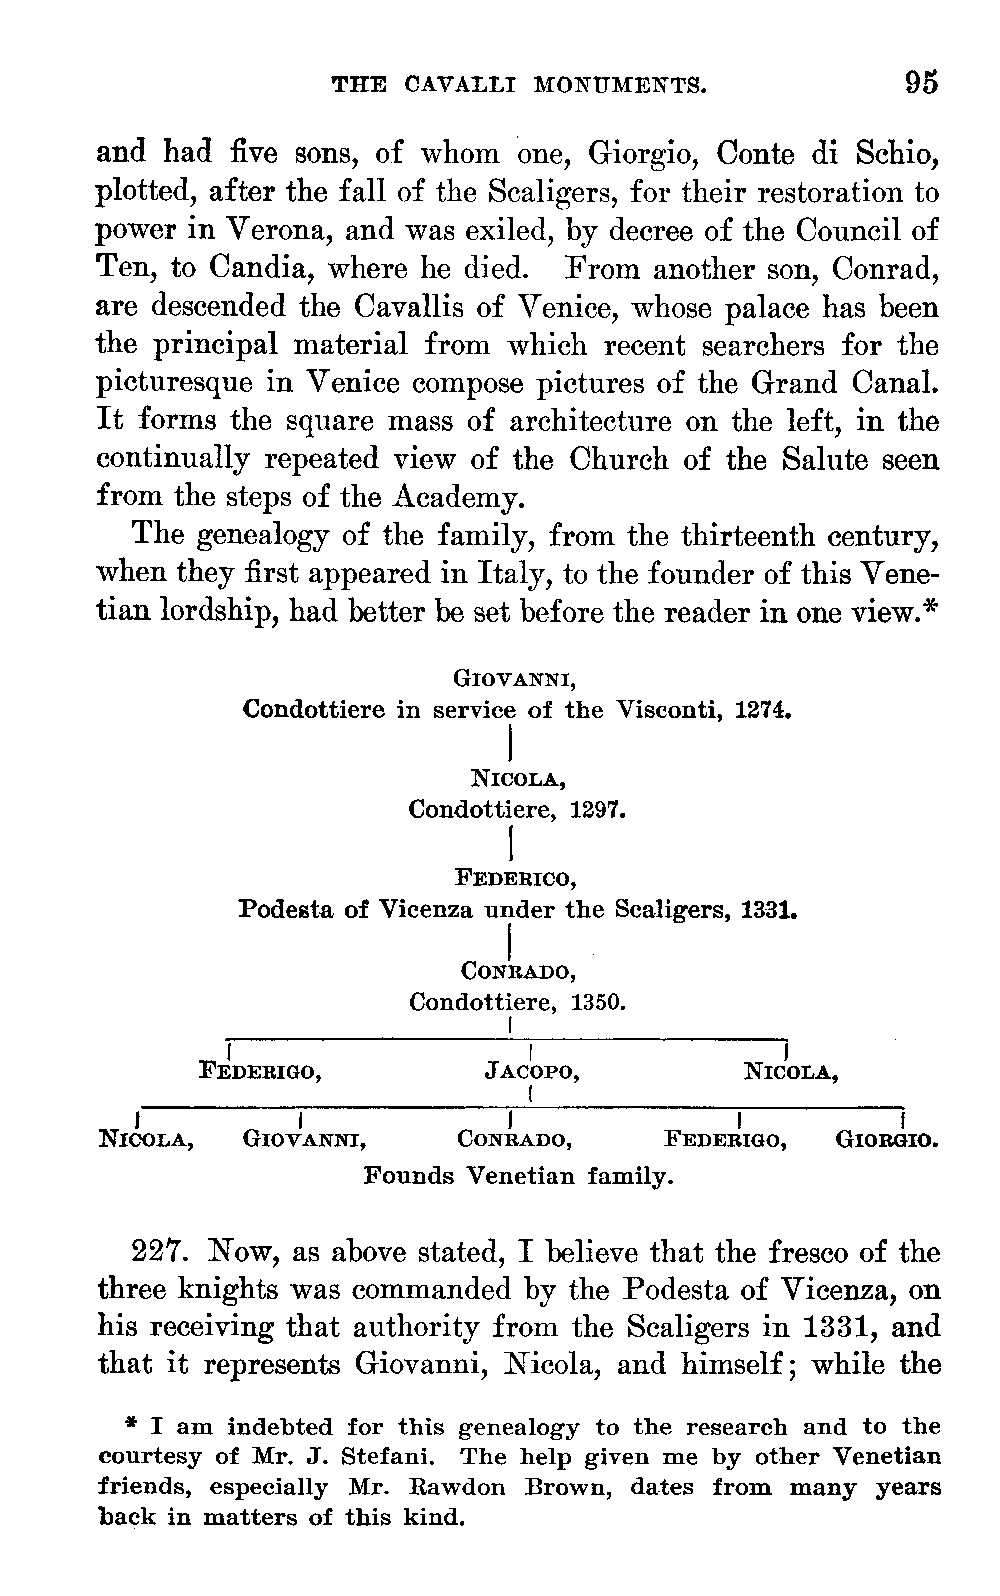 THE CAVALLI MONUMENTS. 95
and had five sons, of whom one, Giorgio, Conte di Schio,
plotted, after the fall of the Scaligers, for their restoration to
power in Verona, and was exiled, by decree of the Council of
Ten, to Candia, where he died. From another son, Conrad,
are descended the Cavallis of Venice, whose palace has been
the principal material from which recent searchers for the
picturesque in Venice compose pictures of the Grand Canal.
It forms the square mass of architecture on the left, in the
continually repeated view of the Church of the Salute seen
from the steps of the Academy.
The genealogy of the family, from the thirteenth century,
when they first appeared in Italy, to the founder of this Vene-
tian lordship, had better be set before the reader in one view.*
GIOVANNI,
Condottiere in service of the Visconti, 1274.
NICOLA,
Condottiere, 1297.
FEDERICO,
Podesta of Vicenza under the Scaligers, 1331.
CONRADO,
Condottiere, 1350.
FEDERIGO, JACOPO, NICOLA,
NICOLA, GIOVANNI, CONRADO, FEDERIGO, GIORGIO.
Founds Venetian family.
227. Now, as above stated, I believe that the fresco of the
three knights was commanded by the Podesta of Vicenza, on
his receiving that authority from the Scaligers in 1331, and
that it represents Giovanni, Nicola, and himself; while the
* I am indebted for this genealogy to the research and to the
courtesy of Mr. J. Stefani. The help given me by other Venetian
friends, especially Mr. Rawdon Brown, dates from many years
back in matters of this kind.